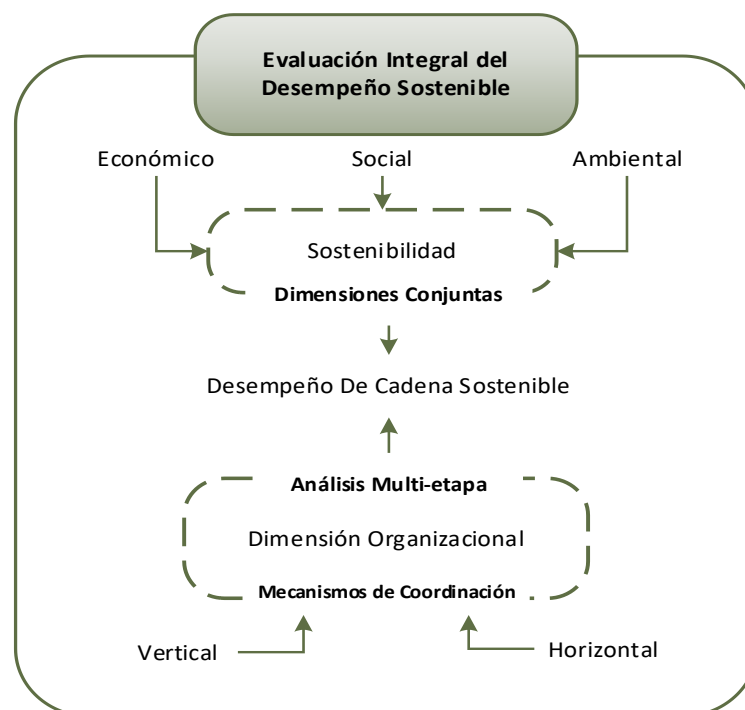 Evaluación Integral del
Desempeño Sostenible
Económico
Social
Ambiental
Sostenibilidad
Dimensiones Conjuntas
Desempeño De Cadena Sostenible
Análisis Multi-etapa
Dimensión Organizacional
Mecanismos de Coordinación
Vertical
Horizontal